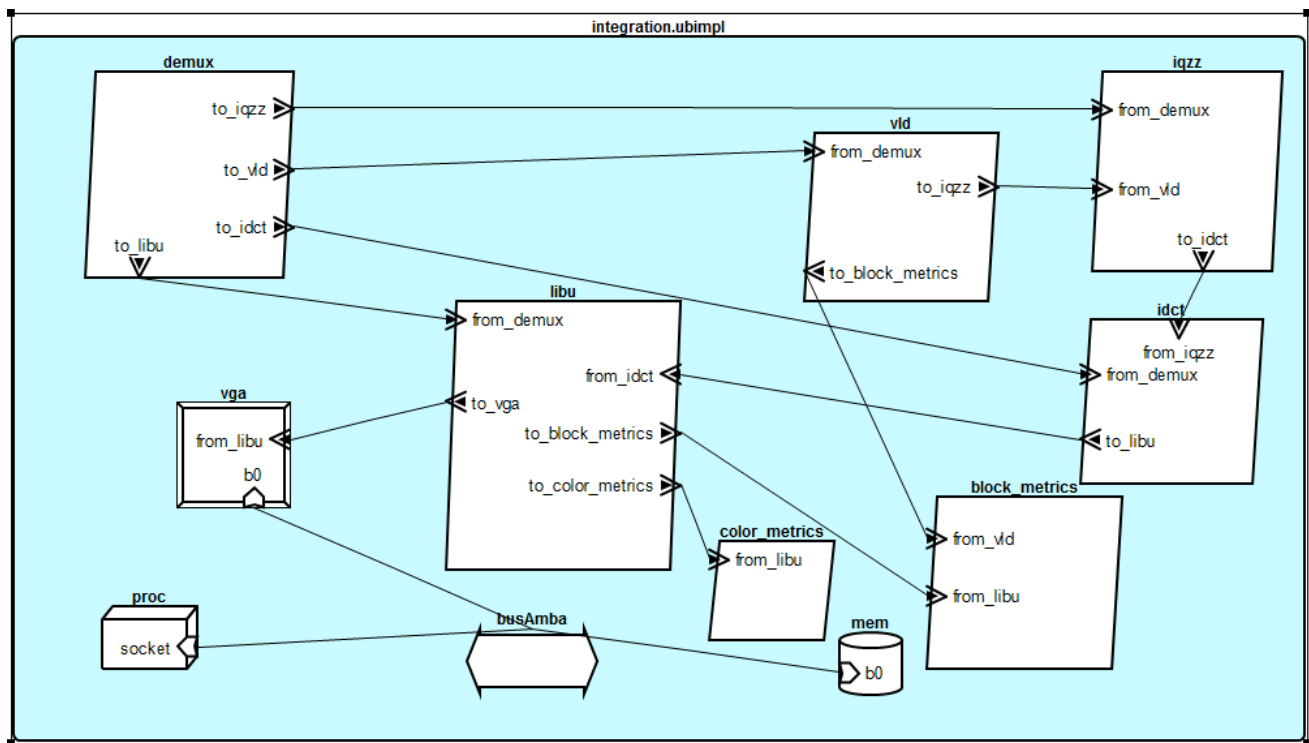 integration.ubimpl
demux
to_iqzz
to_vld
to_idct
to_libu
iqzz
from_demux
from_vld
to_idct
vld
from_demux
to_iqzz
to_block_metrics
libu
from_demux
from_idct
to_vga
to_block_metrics
to_color_metrics
idct
from_iqzz
from_demux
to_libu
vga
from_libu
b0
block_metrics
from_vld
from_libu
color_metrics
from_libu
proc
socket
busAmba
mem
b0